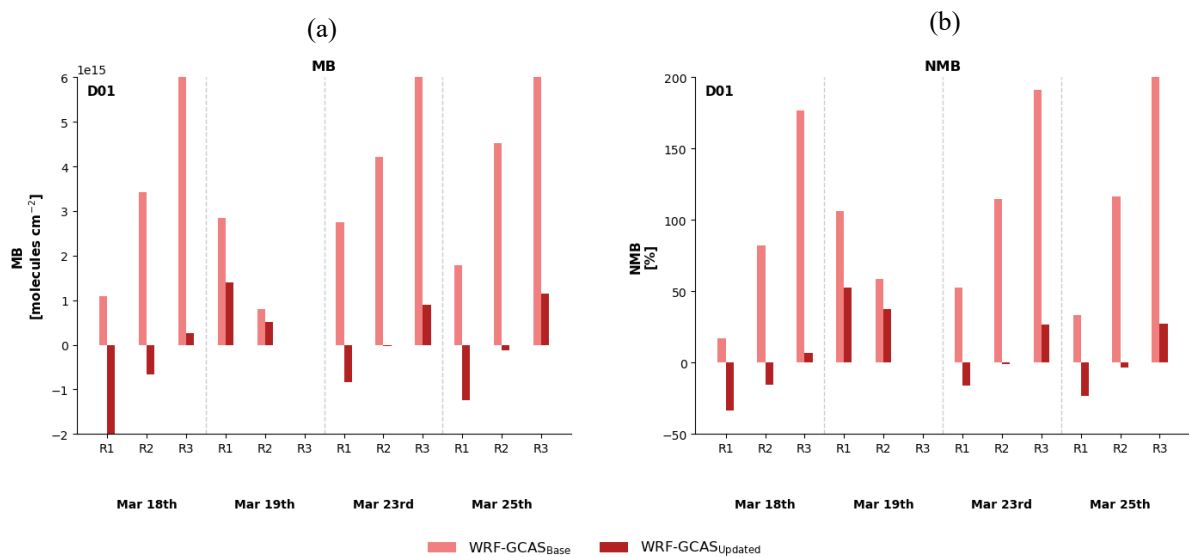 (a)
MB
1e15
D01
MB
[molecules cm⁻²]
6
5
4
3
2
1
0
−1
−2
R1 R2 R3 R1 R2 R3 R1 R2 R3 R1 R2 R3
Mar 18th Mar 19th Mar 23rd Mar 25th
(b)
NMB
D01
NMB
[%]
200
150
100
50
0
−50
R1 R2 R3 R1 R2 R3 R1 R2 R3 R1 R2 R3
Mar 18th Mar 19th Mar 23rd Mar 25th
WRF-GCAS_Base WRF-GCAS_Updated